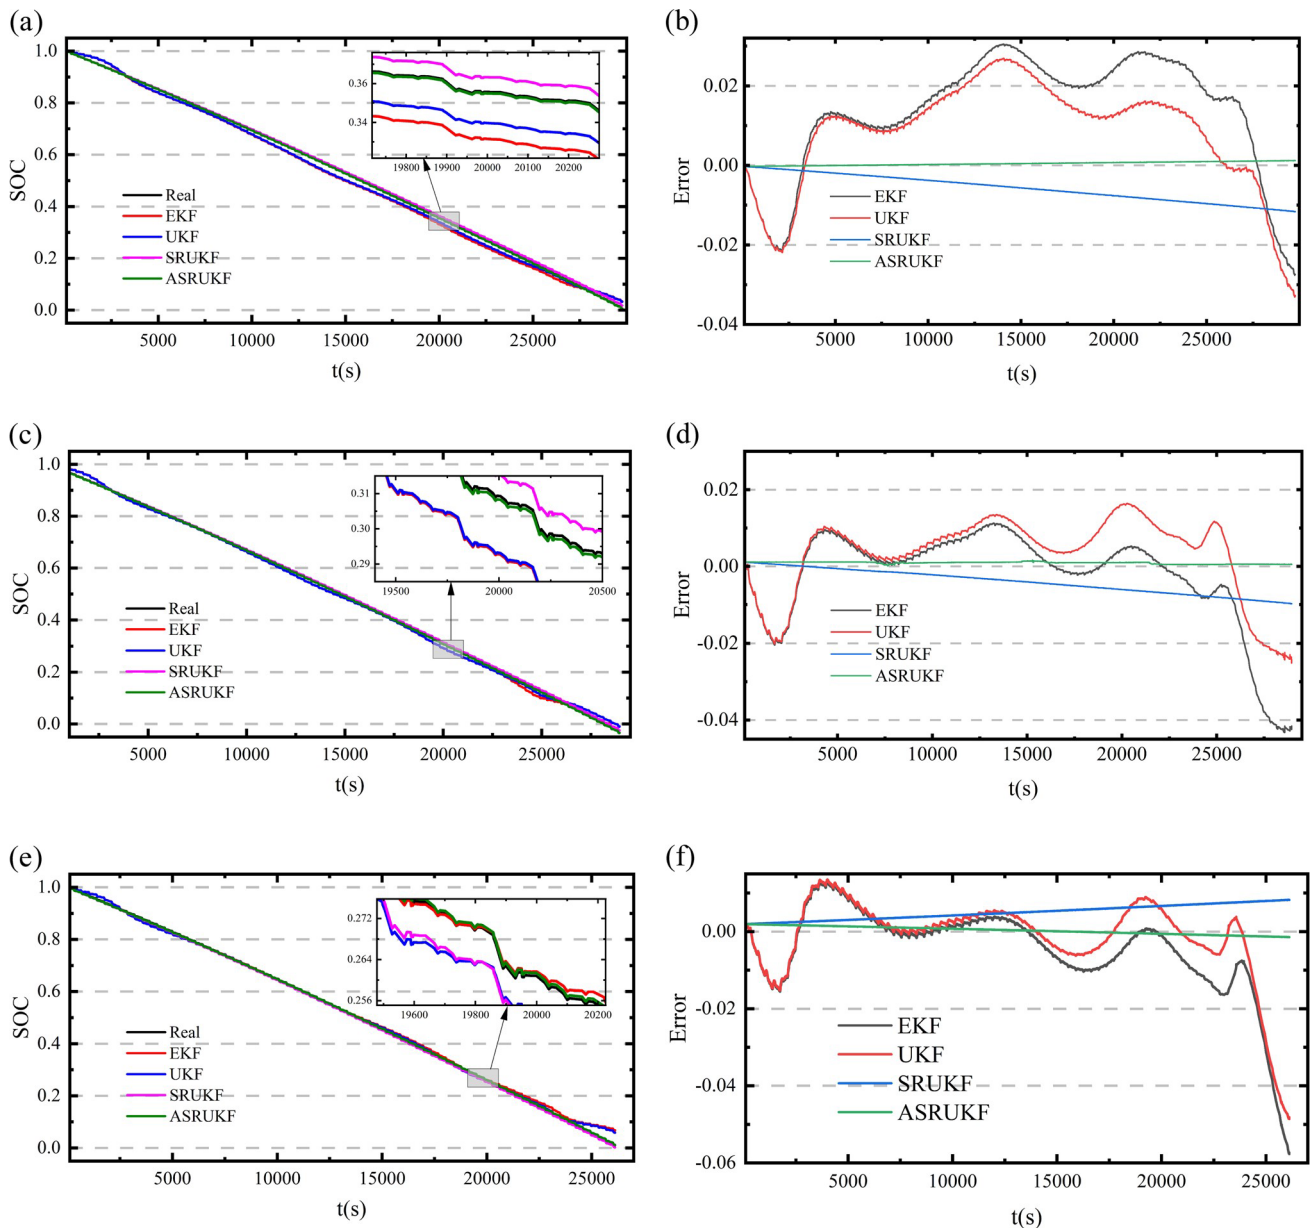 (a)
1.0
0.8
0.6
0.4
0.2
0.0
SOC
0.36
0.34
19800 19900 20000 20100 20200
Real
EKF
UKF
SRUKF
ASRUKF
5000 10000 15000 20000 25000
t(s)
(b)
0.02
0.00
-0.02
-0.04
Error
EKF
UKF
SRUKF
ASRUKF
5000 10000 15000 20000 25000
t(s)
(c)
1.0
0.8
0.6
0.4
0.2
0.0
SOC
0.31
0.30
0.29
19500 20000 20500
Real
EKF
UKF
SRUKF
ASRUKF
5000 10000 15000 20000 25000
t(s)
(d)
0.02
0.00
-0.02
-0.04
Error
EKF
UKF
SRUKF
ASRUKF
5000 10000 15000 20000 25000
t(s)
(e)
1.0
0.8
0.6
0.4
0.2
0.0
SOC
0.272
0.264
0.256
19600 19800 20000 20200
Real
EKF
UKF
SRUKF
ASRUKF
5000 10000 15000 20000 25000
t(s)
(f)
0.00
-0.02
-0.04
-0.06
Error
EKF
UKF
SRUKF
ASRUKF
5000 10000 15000 20000 25000
t(s)